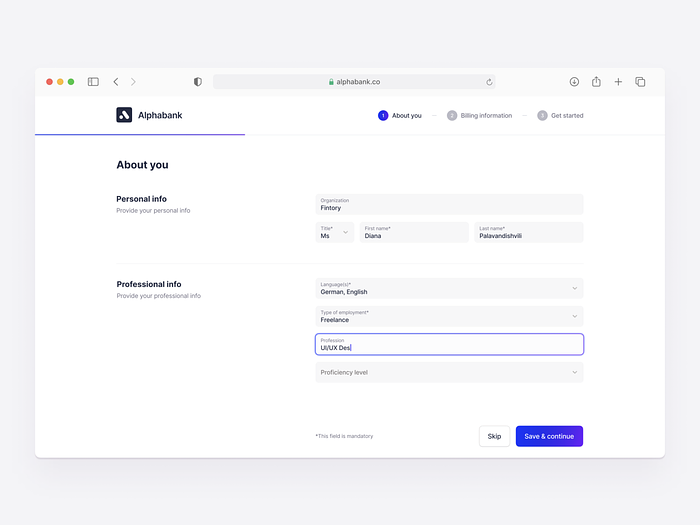 alphabank.co
Alphabank
1 About you
2 Billing information
3 Get started
About you
Personal info
Provide your personal info
Organization
Fintory
Title*
Ms
First name*
Diana
Last name*
Palavandishvili
Professional info
Provide your professional info
Language(s)*
German, English
Type of employment*
Freelance
Profession
UI/UX Des
Proficiency level
*This field is mandatory
Skip
Save & continue